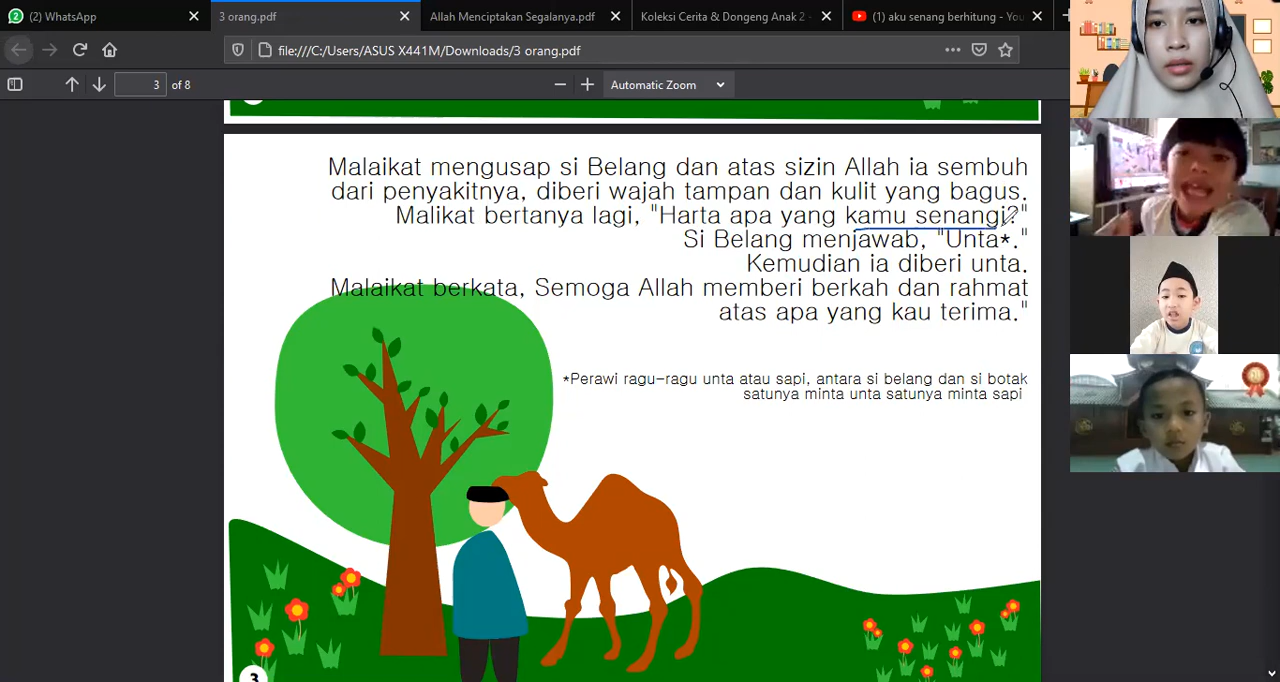 (2) WhatsApp
3 orang.pdf
Allah Menciptakan Segalanya.pdf
Koleksi Cerita & Dongeng Anak 2 -
(1) aku senang berhitung - You
file:///C:/Users/ASUS X441M/Downloads/3 orang.pdf
3 of 8
Automatic Zoom
Malaikat mengusap si Belang dan atas sizin Allah ia sembuh
dari penyakitnya, diberi wajah tampan dan kulit yang bagus.
Malikat bertanya lagi, "Harta apa yang kamu senangi?"
Si Belang menjawab, "Unta*."
Kemudian ia diberi unta.
Malaikat berkata, Semoga Allah memberi berkah dan rahmat
atas apa yang kau terima."
*Perawi ragu-ragu unta atau sapi, antara si belang dan si botak
satunya minta unta satunya minta sapi
3